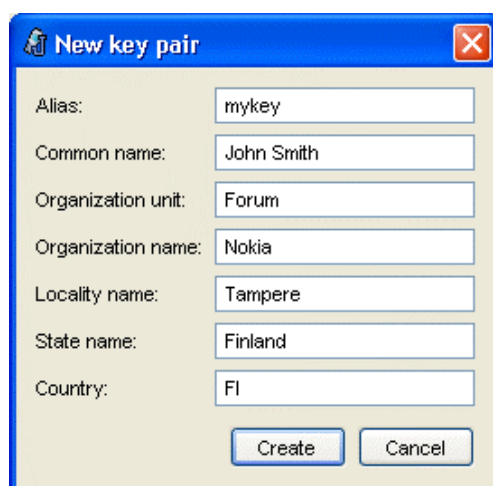 New key pair
Alias: mykey
Common name: John Smith
Organization unit: Forum
Organization name: Nokia
Locality name: Tampere
State name: Finland
Country: FI
Create Cancel